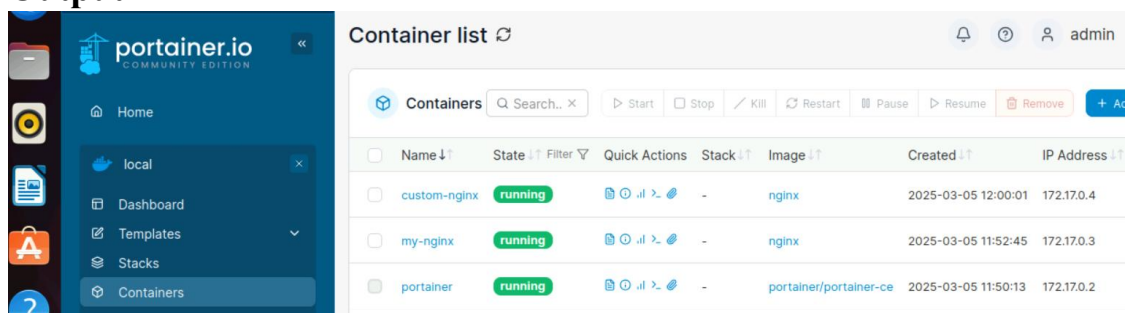 portainer.io
COMMUNITY EDITION
Home
local
Dashboard
Templates
Stacks
Containers
Container list
admin
Containers Search.. × Start Stop Kill Restart Pause Resume Remove +
Name State Filter Quick Actions Stack Image Created IP Address
custom-nginx running - nginx 2025-03-05 12:00:01 172.17.0.4
my-nginx running - nginx 2025-03-05 11:52:45 172.17.0.3
portainer running - portainer/portainer-ce 2025-03-05 11:50:13 172.17.0.2